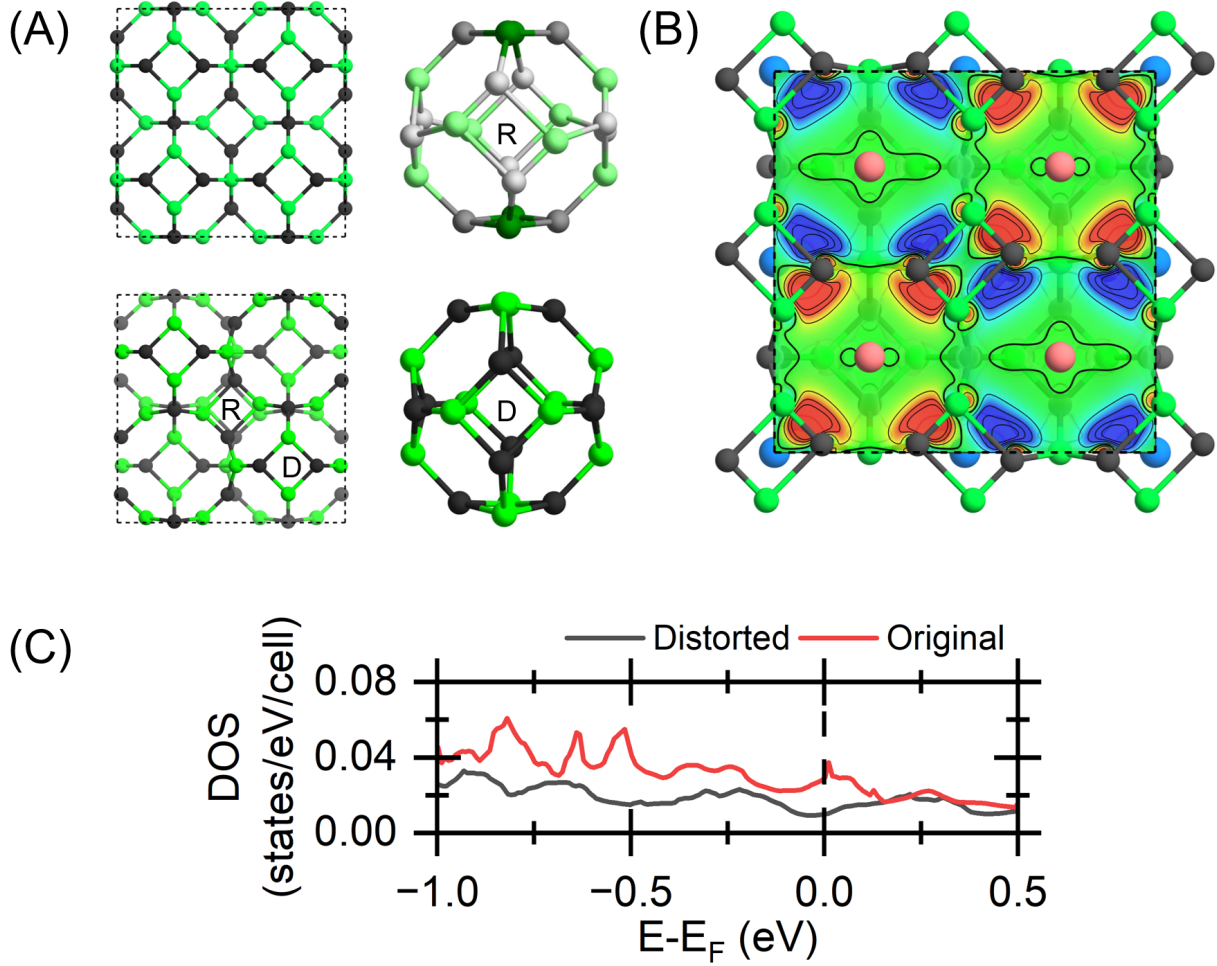 (A)
R
(B)
R
D
D
(C)
Distorted
Original
DOS
(states/eV/cell)
0.08
0.04
0.00
−1.0
−0.5
0.0
0.5
E-E_F (eV)